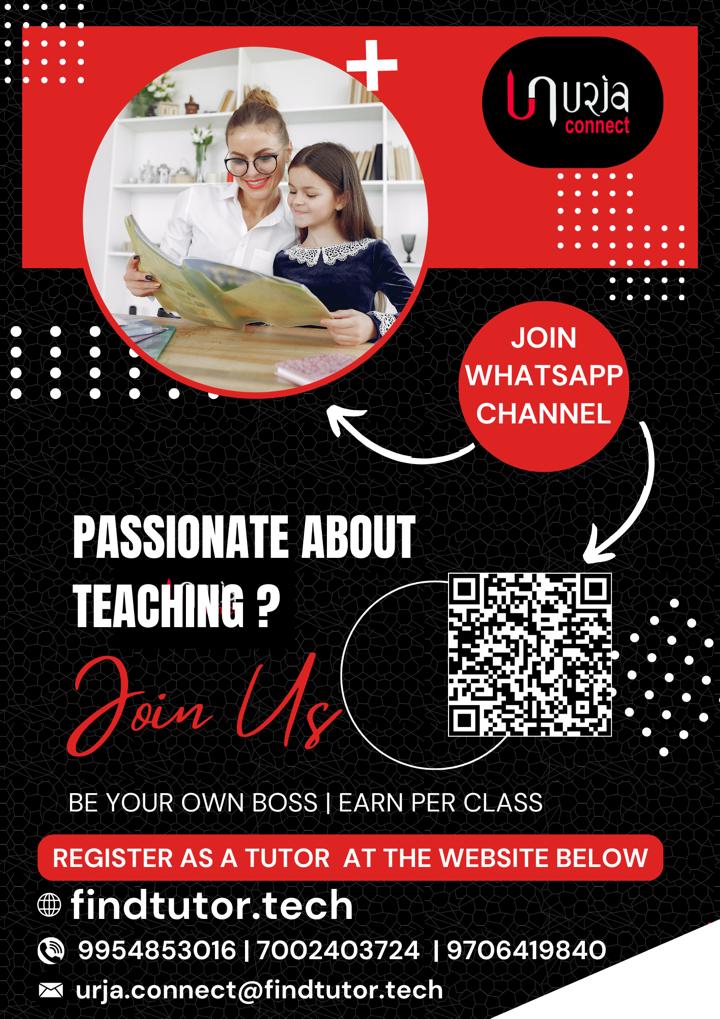 urja
connect
JOIN
WHATSAPP
CHANNEL
PASSIONATE ABOUT
TEACHING ?
Join Us
BE YOUR OWN BOSS | EARN PER CLASS
REGISTER AS A TUTOR AT THE WEBSITE BELOW
findtutor.tech
9954853016 | 7002403724 | 9706419840
urja.connect@findtutor.tech